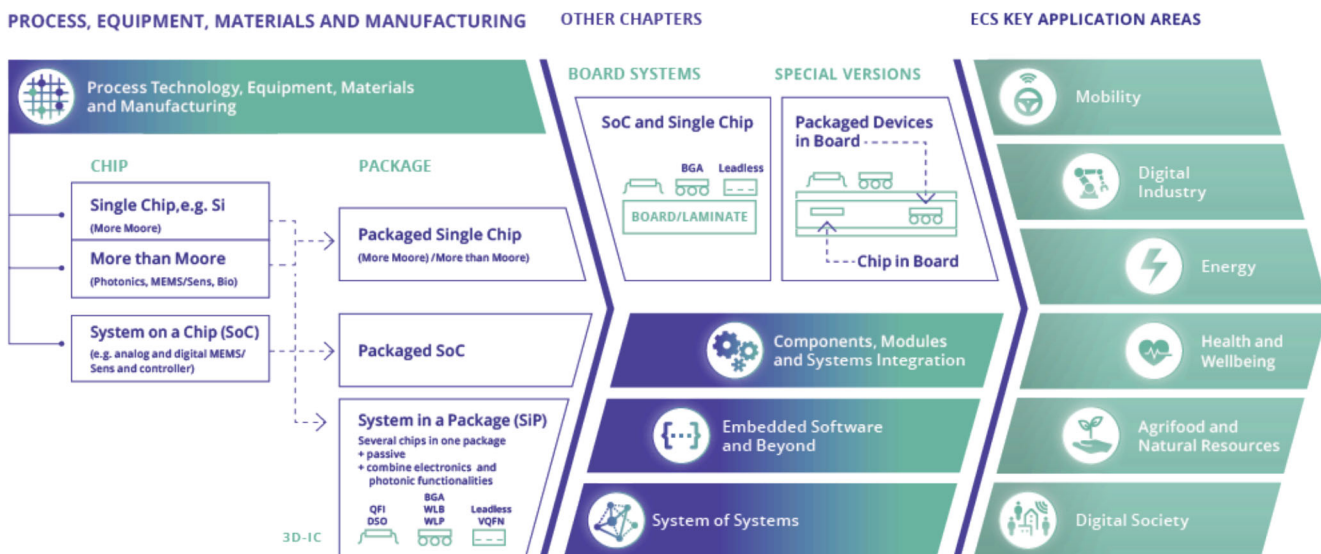 PROCESS, EQUIPMENT, MATERIALS AND MANUFACTURING
OTHER CHAPTERS
ECS KEY APPLICATION AREAS
Process Technology, Equipment, Materials
and Manufacturing
CHIP
PACKAGE
Single Chip,e.g. Si
(More Moore)
More than Moore
(Photonics, MEMS/Sens, Bio)
System on a Chip (SoC)
(e.g. analog and digital MEMS/
Sens and controller)
Packaged Single Chip
(More Moore) /More than Moore)
Packaged SoC
System in a Package (SiP)
Several chips in one package
+ passive
+ combine electronics and
photonic functionalities
QFI
DSO
BGA
WLB
WLP
Leadless
VQFN
3D-IC
BOARD SYSTEMS
SPECIAL VERSIONS
SoC and Single Chip
BGA
Leadless
BOARD/LAMINATE
Packaged Devices
in Board
Chip in Board
Components, Modules
and Systems Integration
{...}
Embedded Software
and Beyond
System of Systems
Mobility
Digital
Industry
Energy
Health and
Wellbeing
Agrifood and
Natural Resources
Digital Society